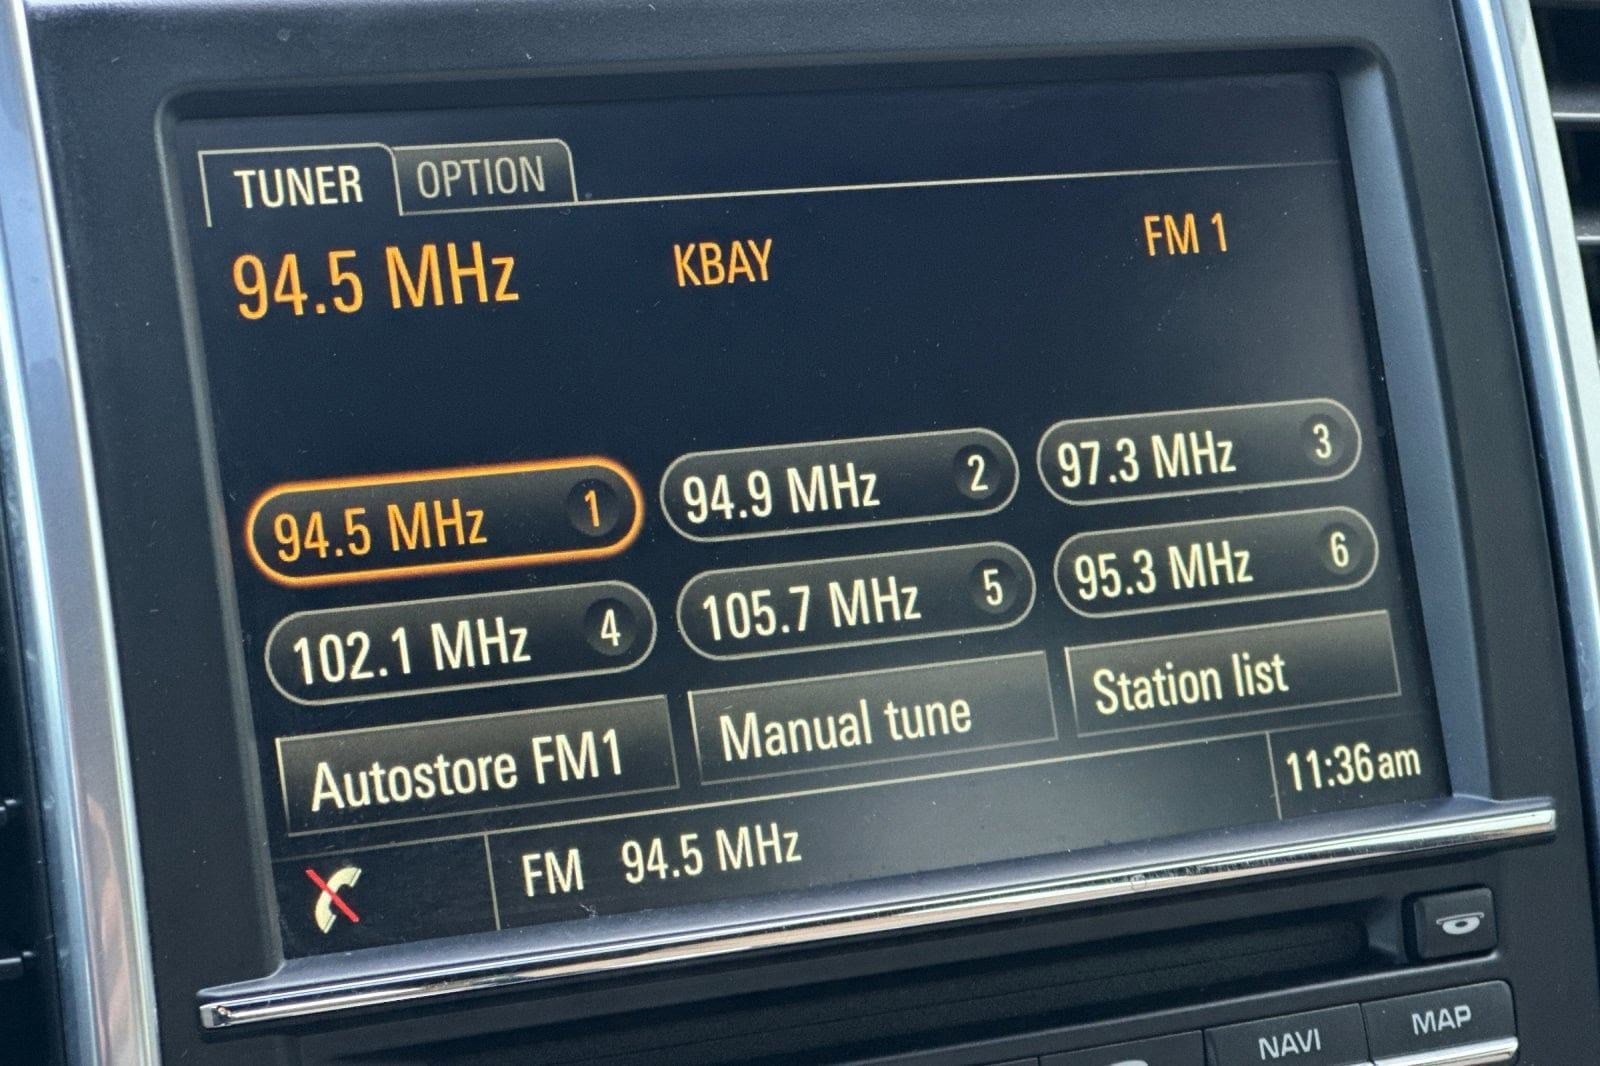 TUNER OPTION
94.5 MHz KBAY FM 1
94.5 MHz 1 94.9 MHz 2 97.3 MHz 3
102.1 MHz 4 105.7 MHz 5 95.3 MHz 6
Autostore FM1 Manual tune Station list
FM 94.5 MHz 11:36 am
NAVI MAP